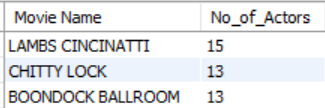 Movie Name No_of_Actors
LAMBS CINCINATTI 15
CHITTY LOCK 13
BOONDOCK BALLROOM 13